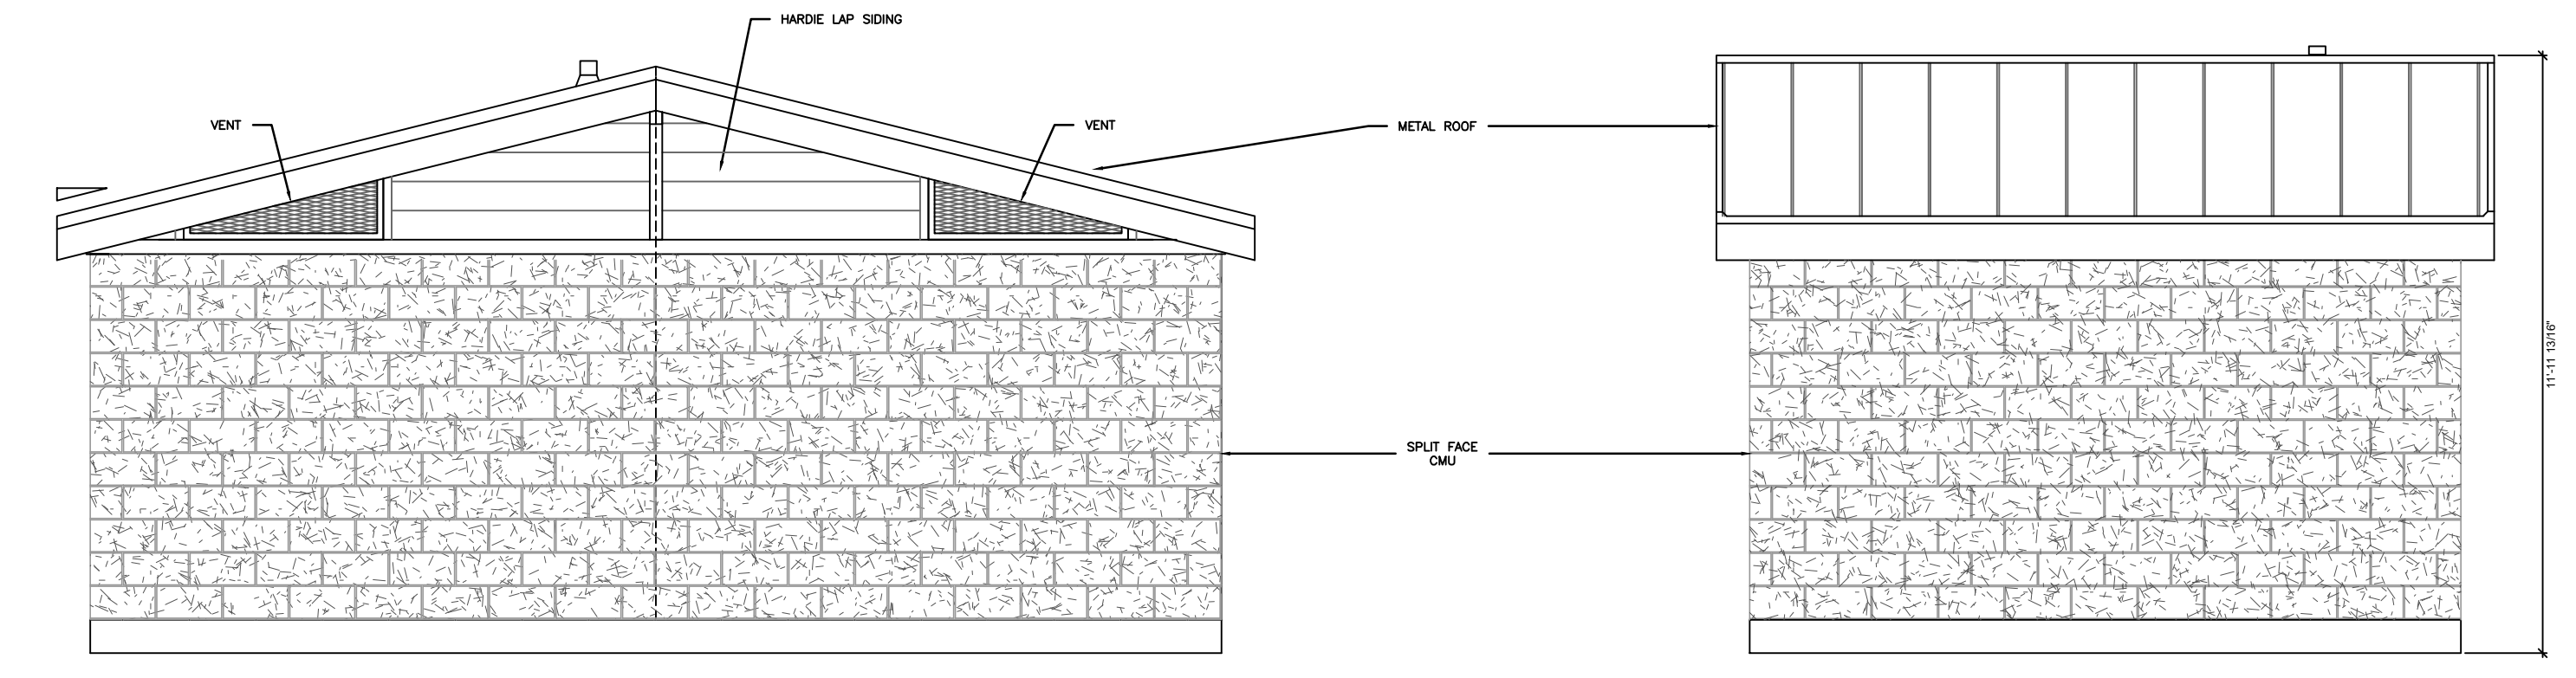 HARDIE LAP SIDING
VENT
VENT
METAL ROOF
SPLIT FACE
CMU
11'-11 13/16"